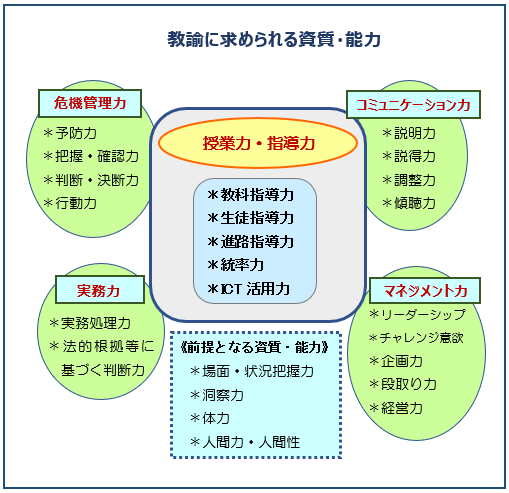 教諭に求められる資質・能力
危機管理力
＊予防力
＊把握・確認力
＊判断・決断力
＊行動力
授業力・指導力
＊教科指導力
＊生徒指導力
＊進路指導力
＊統率力
＊ICT 活用力
コミュニケーション力
＊説明力
＊説得力
＊調整力
＊傾聴力
実務力
＊実務処理力
＊法的根拠等に
基づく判断力
《前提となる資質・能力》
＊場面・状況把握力
＊洞察力
＊体力
＊人間力・人間性
マネジメント力
＊リーダーシップ
＊チャレンジ意欲
＊企画力
＊段取り力
＊経営力